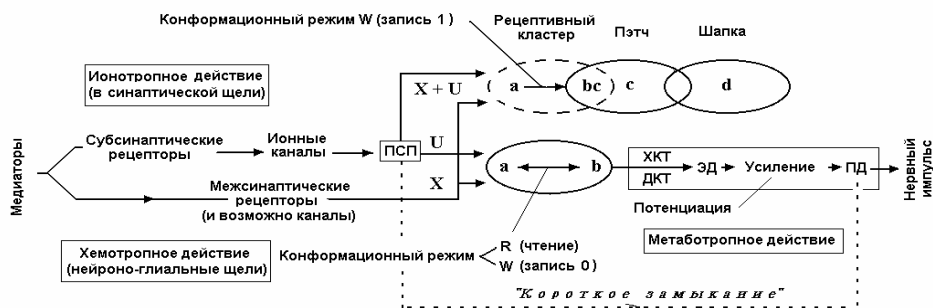 Конформационный режим W (запись 1)
Рецептивный
кластер
Пэтч
Шапка
Ионотропное действие
(в синаптической щели)
X + U
a
bc
c
d
Медиаторы
Субсинаптические
рецепторы
Ионные
каналы
ПСП
U
X
a
b
ХКТ
ДКТ
ЭД
Усиление
ПД
Нервный
импульс
Межсинаптические
рецепторы
(и возможно каналы)
Потенциация
Хемотропное действие
(нейроно-глиальные щели)
Конформационный режим
R (чтение)
W (запись 0)
Метаботропное действие
"Короткое замыкание"